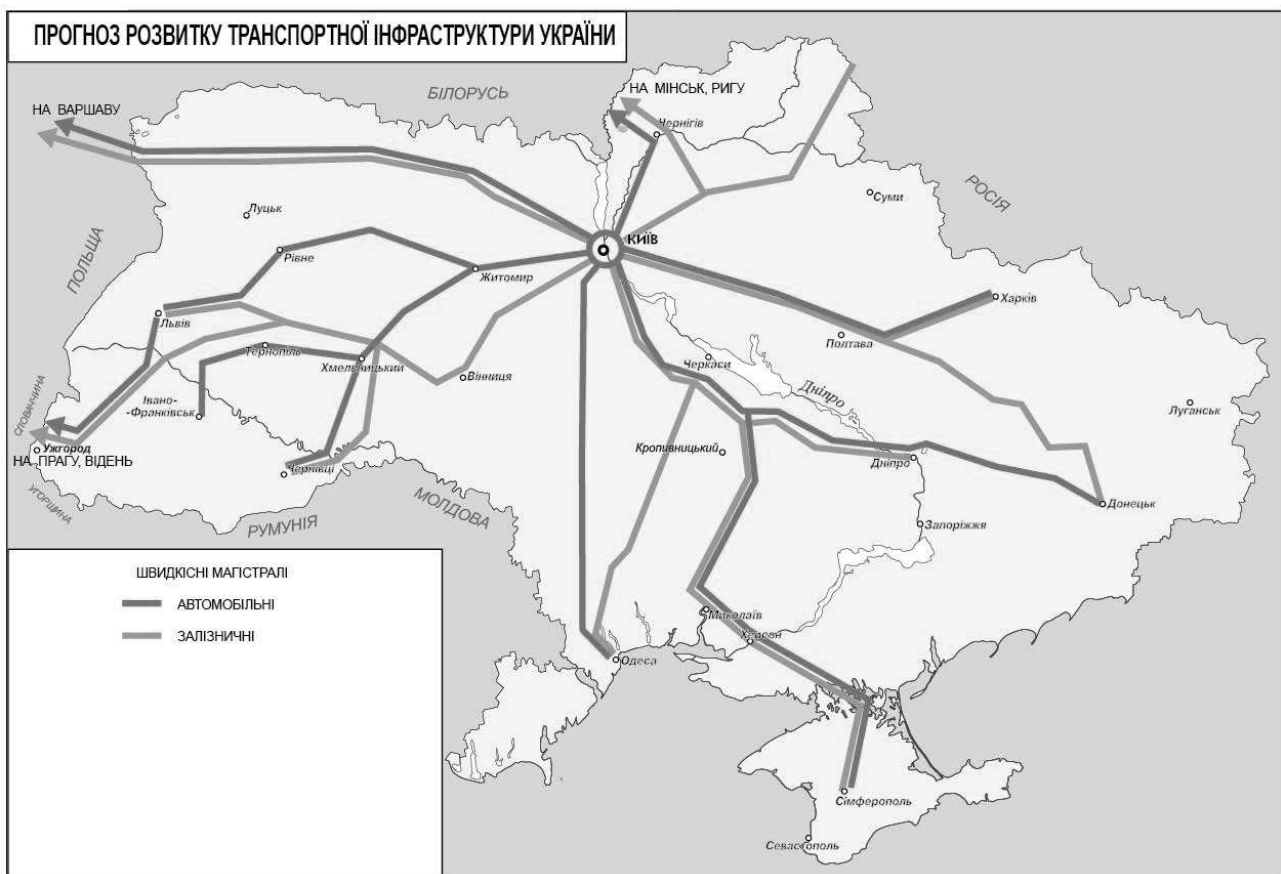 ПРОГНОЗ РОЗВИТКУ ТРАНСПОРТНОЇ ІНФРАСТРУКТУРИ УКРАЇНИ
БІЛОРУСЬ
НА МІНСЬК, РИГУ
НА ВАРШАВУ
Чернігів
РОСІЯ
Суми
Луцьк
ПОЛЬЩА
КИЇВ
Рівне
Житомир
Харків
Львів
Полтава
Тернопіль
Хмельницький
Черкаси
Вінниця
Дніпро
Луганськ
Івано-
-Франківськ
СЛОВАЧЧИНА
Ужгород
Кропивницький
Дніпро
НА ПРАГУ, ВІДЕНЬ
Чернівці
УГОРЩИНА
МОЛДОВА
Донецьк
РУМУНІЯ
Запоріжжя
ШВИДКІСНІ МАГІСТРАЛІ
АВТОМОБІЛЬНІ
ЗАЛІЗНИЧНІ
Миколаїв
Херсон
Одеса
Сімферополь
Севастополь